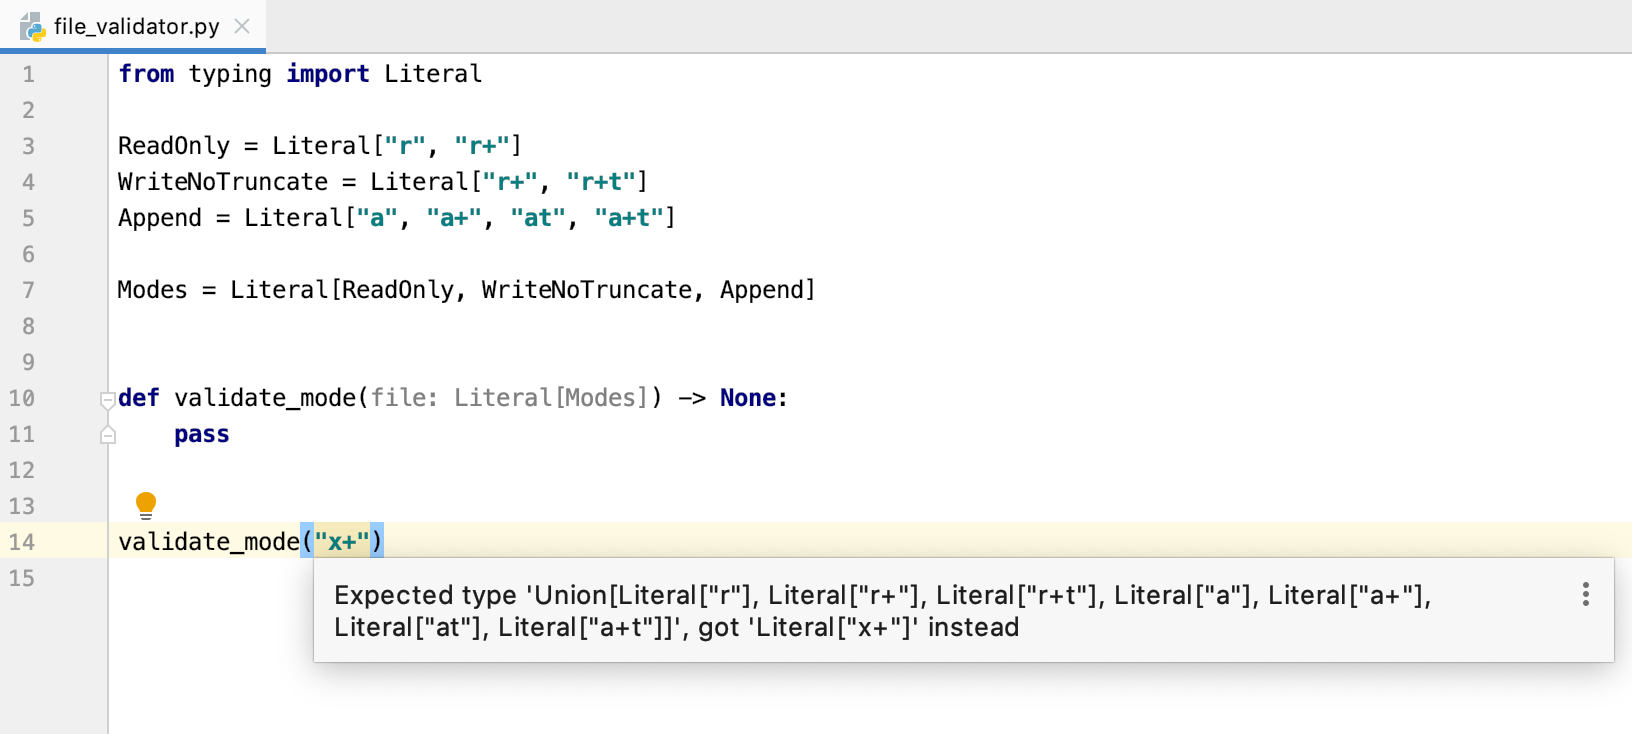 file_validator.py
1 from typing import Literal
2
3 ReadOnly = Literal["r", "r+"]
4 WriteNoTruncate = Literal["r+", "r+t"]
5 Append = Literal["a", "a+", "at", "a+t"]
6
7 Modes = Literal[ReadOnly, WriteNoTruncate, Append]
8
9
10 def validate_mode(file: Literal[Modes]) -> None:
11 pass
12
13
14 validate_mode("x+")
15
Expected type 'Union[Literal["r"], Literal["r+"], Literal["r+t"], Literal["a"], Literal["a+"],
Literal["at"], Literal["a+t"]]', got 'Literal["x+"]' instead